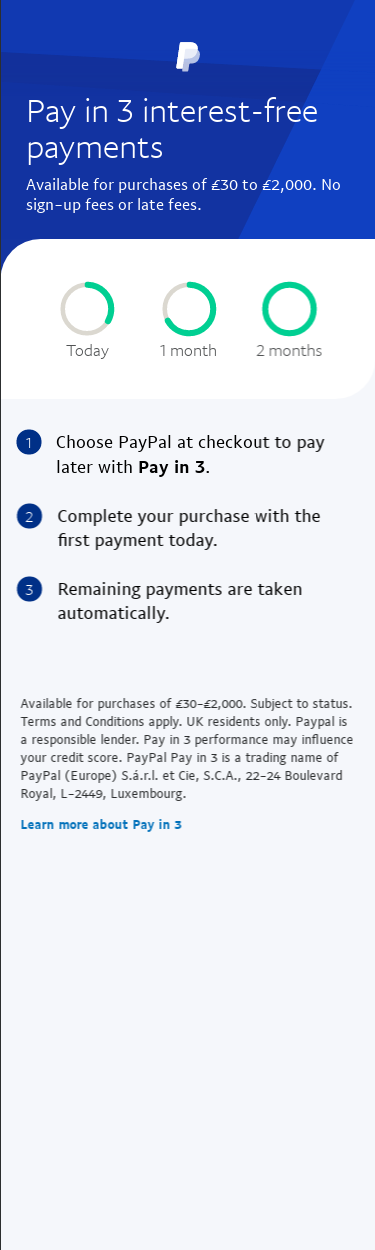 Pay in 3 interest-free
payments
Available for purchases of £30 to £2,000. No
sign-up fees or late fees.
Today
1 month
2 months
1 Choose PayPal at checkout to pay
later with Pay in 3.
2 Complete your purchase with the
first payment today.
3 Remaining payments are taken
automatically.
Available for purchases of £30-£2,000. Subject to status.
Terms and Conditions apply. UK residents only. Paypal is
a responsible lender. Pay in 3 performance may influence
your credit score. PayPal Pay in 3 is a trading name of
PayPal (Europe) S.á.r.l. et Cie, S.C.A., 22-24 Boulevard
Royal, L-2449, Luxembourg.
Learn more about Pay in 3